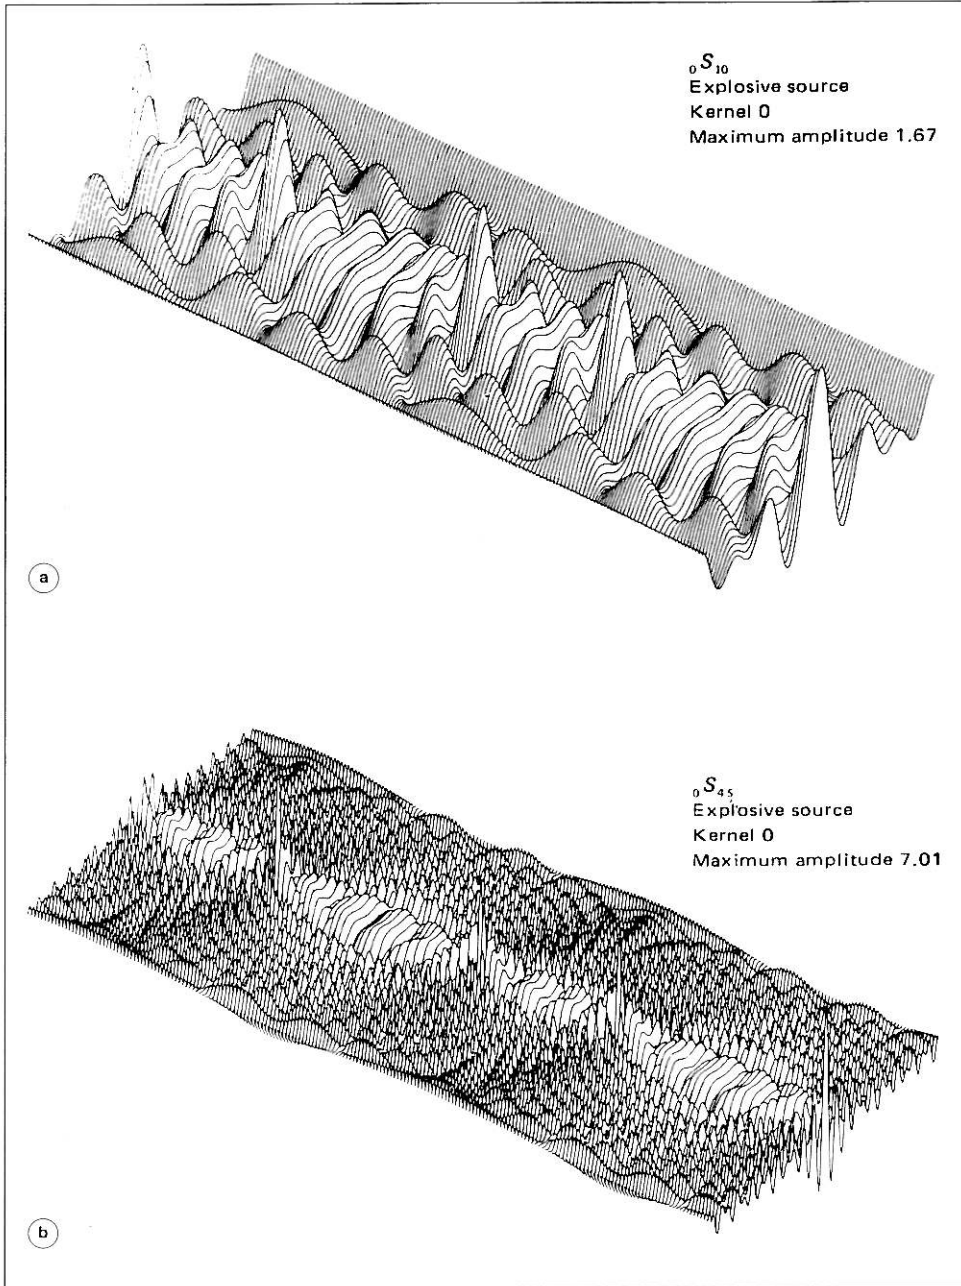 ₀S₁₀
Explosive source
Kernel 0
Maximum amplitude 1.67
a
₀S₄₅
Explosive source
Kernel 0
Maximum amplitude 7.01
b